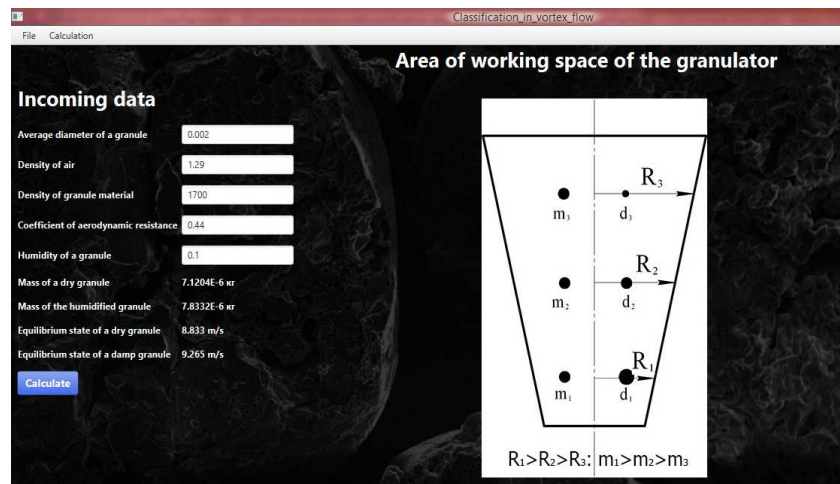 Classification_in_vortex_flow
File Calculation
Area of working space of the granulator
Incoming data
Average diameter of a granule 0.002
Density of air 1.29
Density of granule material 1700
Coefficient of aerodynamic resistance 0.44
Humidity of a granule 0.1
Mass of a dry granule 7.1204E-6 кг
Mass of the humidified granule 7.8332E-6 кг
Equilibrium state of a dry granule 8.833 m/s
Equilibrium state of a damp granule 9.265 m/s
Calculate
R₃
m₃ d₃
R₂
m₂ d₂
R₁
m₁ d₁
R₁>R₂>R₃: m₁>m₂>m₃